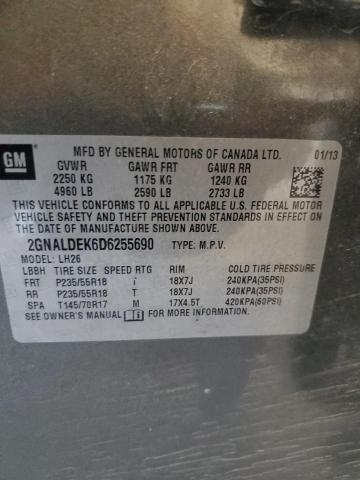 GM
MFD BY GENERAL MOTORS OF CANADA LTD. 01/13
GVWR GAWR FRT GAWR RR
2250 KG 1175 KG 1240 KG
4960 LB 2590 LB 2733 LB
THIS VEHICLE CONFORMS TO ALL APPLICABLE U.S. FEDERAL MOTOR
VEHICLE SAFETY AND THEFT PREVENTION STANDARDS IN EFFECT ON
THE DATE OF MANUFACTURE SHOWN ABOVE.
2GNALDEK6D6255690 TYPE: M.P.V.
MODEL: LH26
LBBH TIRE SIZE SPEED RTG RIM COLD TIRE PRESSURE
FRT P235/55R18 T 18X7J 240KPA(35PSI)
RR P235/55R18 T 18X7J 240KPA(35PSI)
SPA T145/70R17 M 17X4.5T 420KPA(60PSI)
SEE OWNER'S MANUAL FOR ADDITIONAL INFORMATION